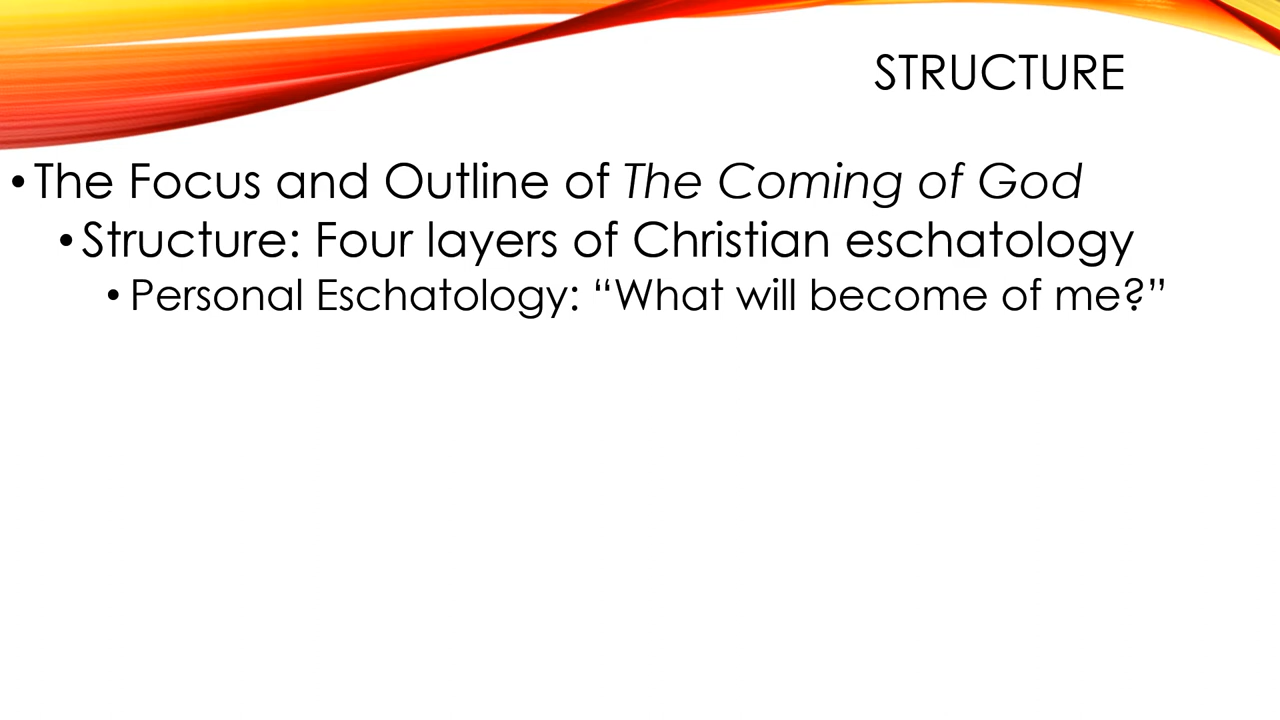 STRUCTURE
• The Focus and Outline of The Coming of God
• Structure: Four layers of Christian eschatology
• Personal Eschatology: “What will become of me?”